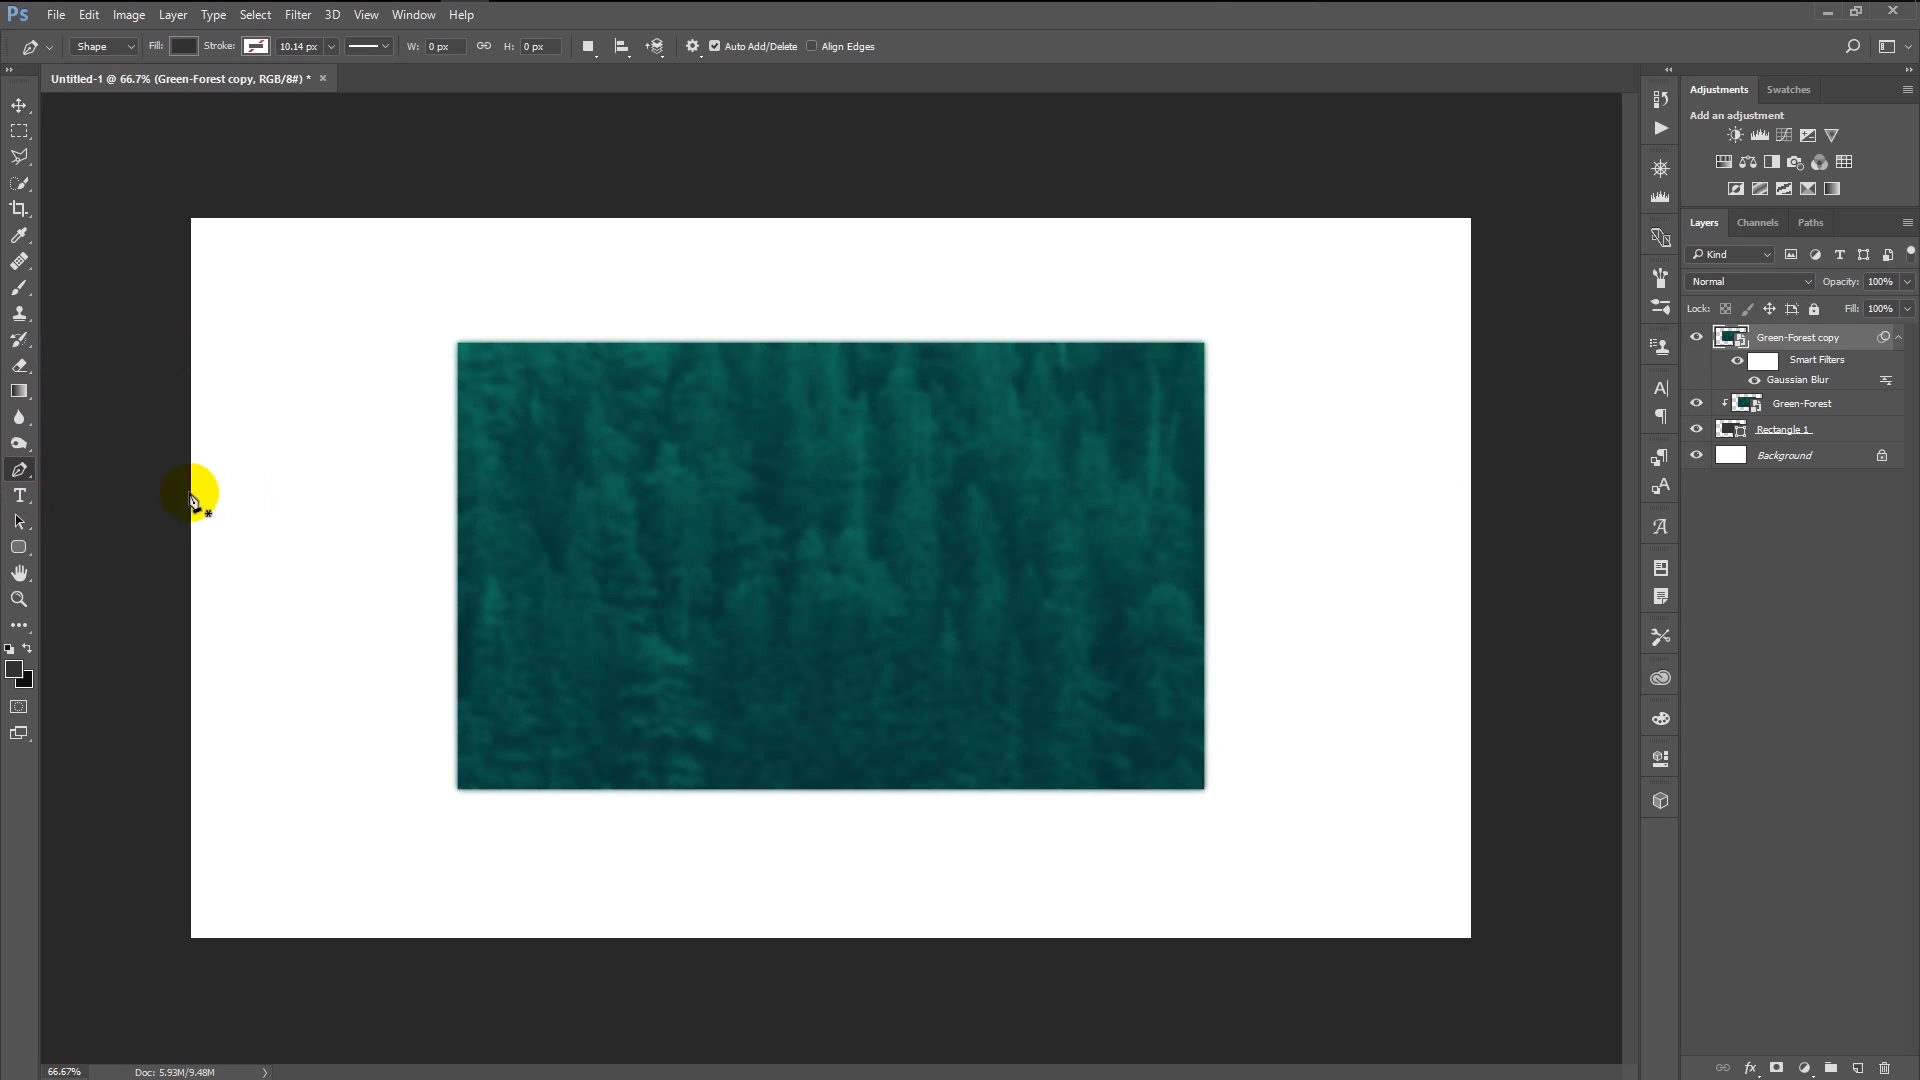 Ps File Edit Image Layer Type Select Filter 3D View Window Help
Shape Fill: Stroke: 10.14 px W: 0 px H: 0 px Auto Add/Delete Align Edges
Untitled-1 @ 66.7% (Green-Forest copy, RGB/8#) * ×
Adjustments Swatches
Add an adjustment
Layers Channels Paths
Kind
Normal Opacity: 100%
Lock: Fill: 100%
Green-Forest copy
Smart Filters
Gaussian Blur
Green-Forest
Rectangle 1
Background
66.67% Doc: 5.93M/9.48M